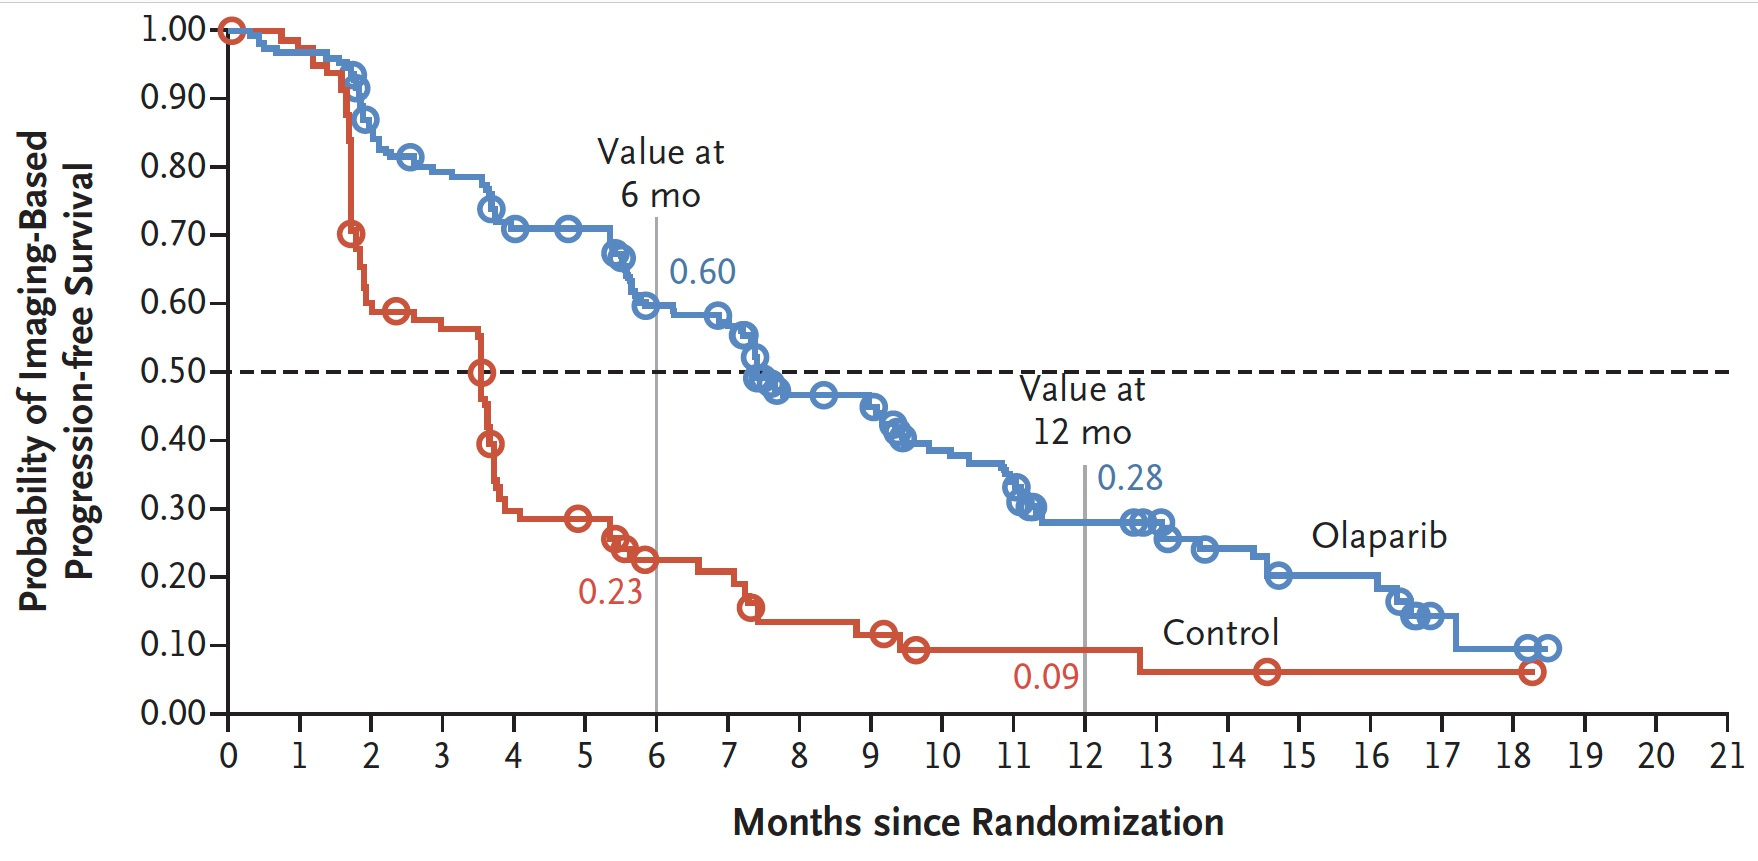 Probability of Imaging-Based
Progression-free Survival
1.00
0.90
0.80
0.70
0.60
0.50
0.40
0.30
0.20
0.10
0.00
Value at
6 mo
0.60
0.23
Value at
12 mo
0.28
0.09
Olaparib
Control
0 1 2 3 4 5 6 7 8 9 10 11 12 13 14 15 16 17 18 19 20 21
Months since Randomization